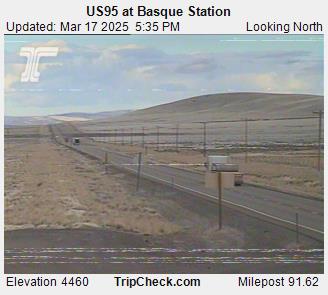 US95 at Basque Station
Updated: Mar 17 2025 5:35 PM Looking North
Elevation 4460 TripCheck.com Milepost 91.62